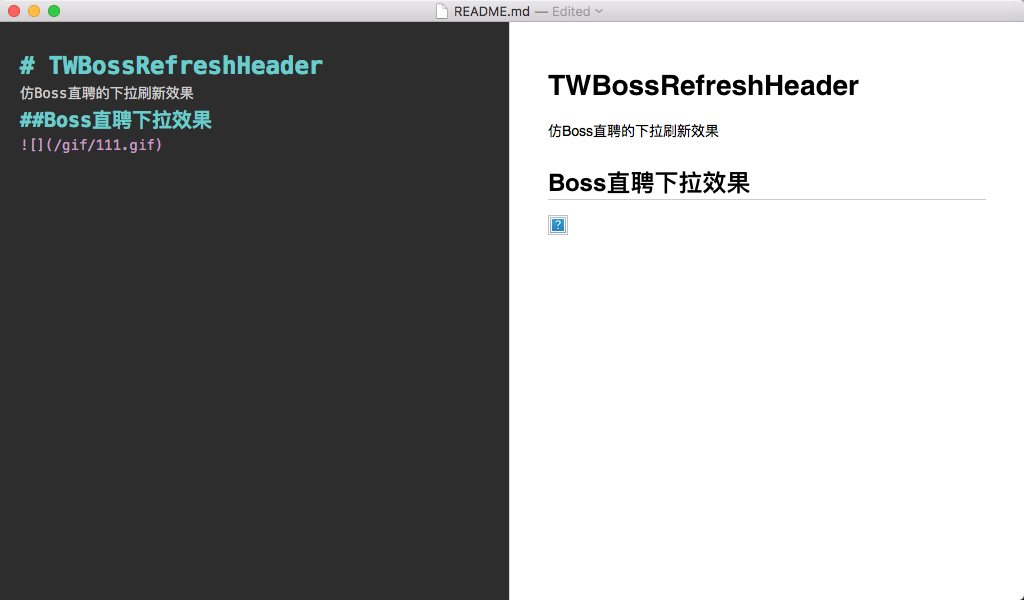 README.md — Edited
# TWBossRefreshHeader
仿Boss直聘的下拉刷新效果
##Boss直聘下拉效果
![](/gif/111.gif)
TWBossRefreshHeader
仿Boss直聘的下拉刷新效果
Boss直聘下拉效果
?